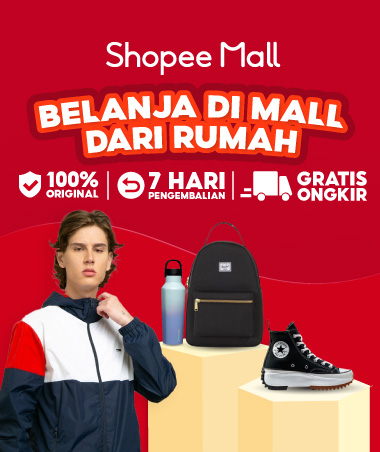 Shopee Mall
BELANJA DI MALL
DARI RUMAH
100%
ORIGINAL
7 HARI
PENGEMBALIAN
GRATIS
ONGKIR